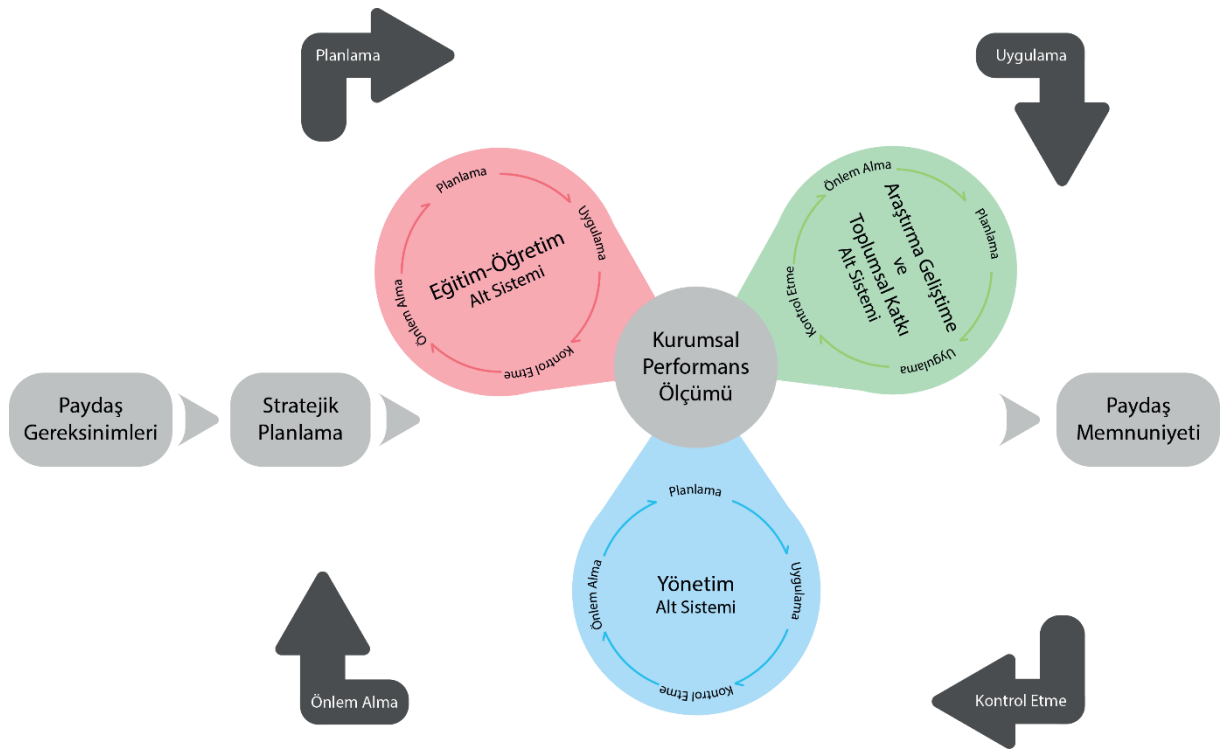 Planlama
Uygulama
Planlama
Uygulama
Kontrol Etme
Önlem Alma
Eğitim-Öğretim
Alt Sistemi
Önlem Alma
Planlama
Uygulama
Kontrol Etme
Araştırma Geliştime
ve
Toplumsal Katkı
Alt Sistemi
Kurumsal
Performans
Ölçümü
Paydaş
Gereksinimleri
Stratejik
Planlama
Paydaş
Memnuniyeti
Planlama
Uygulama
Kontrol Etme
Önlem Alma
Yönetim
Alt Sistemi
Önlem Alma
Kontrol Etme